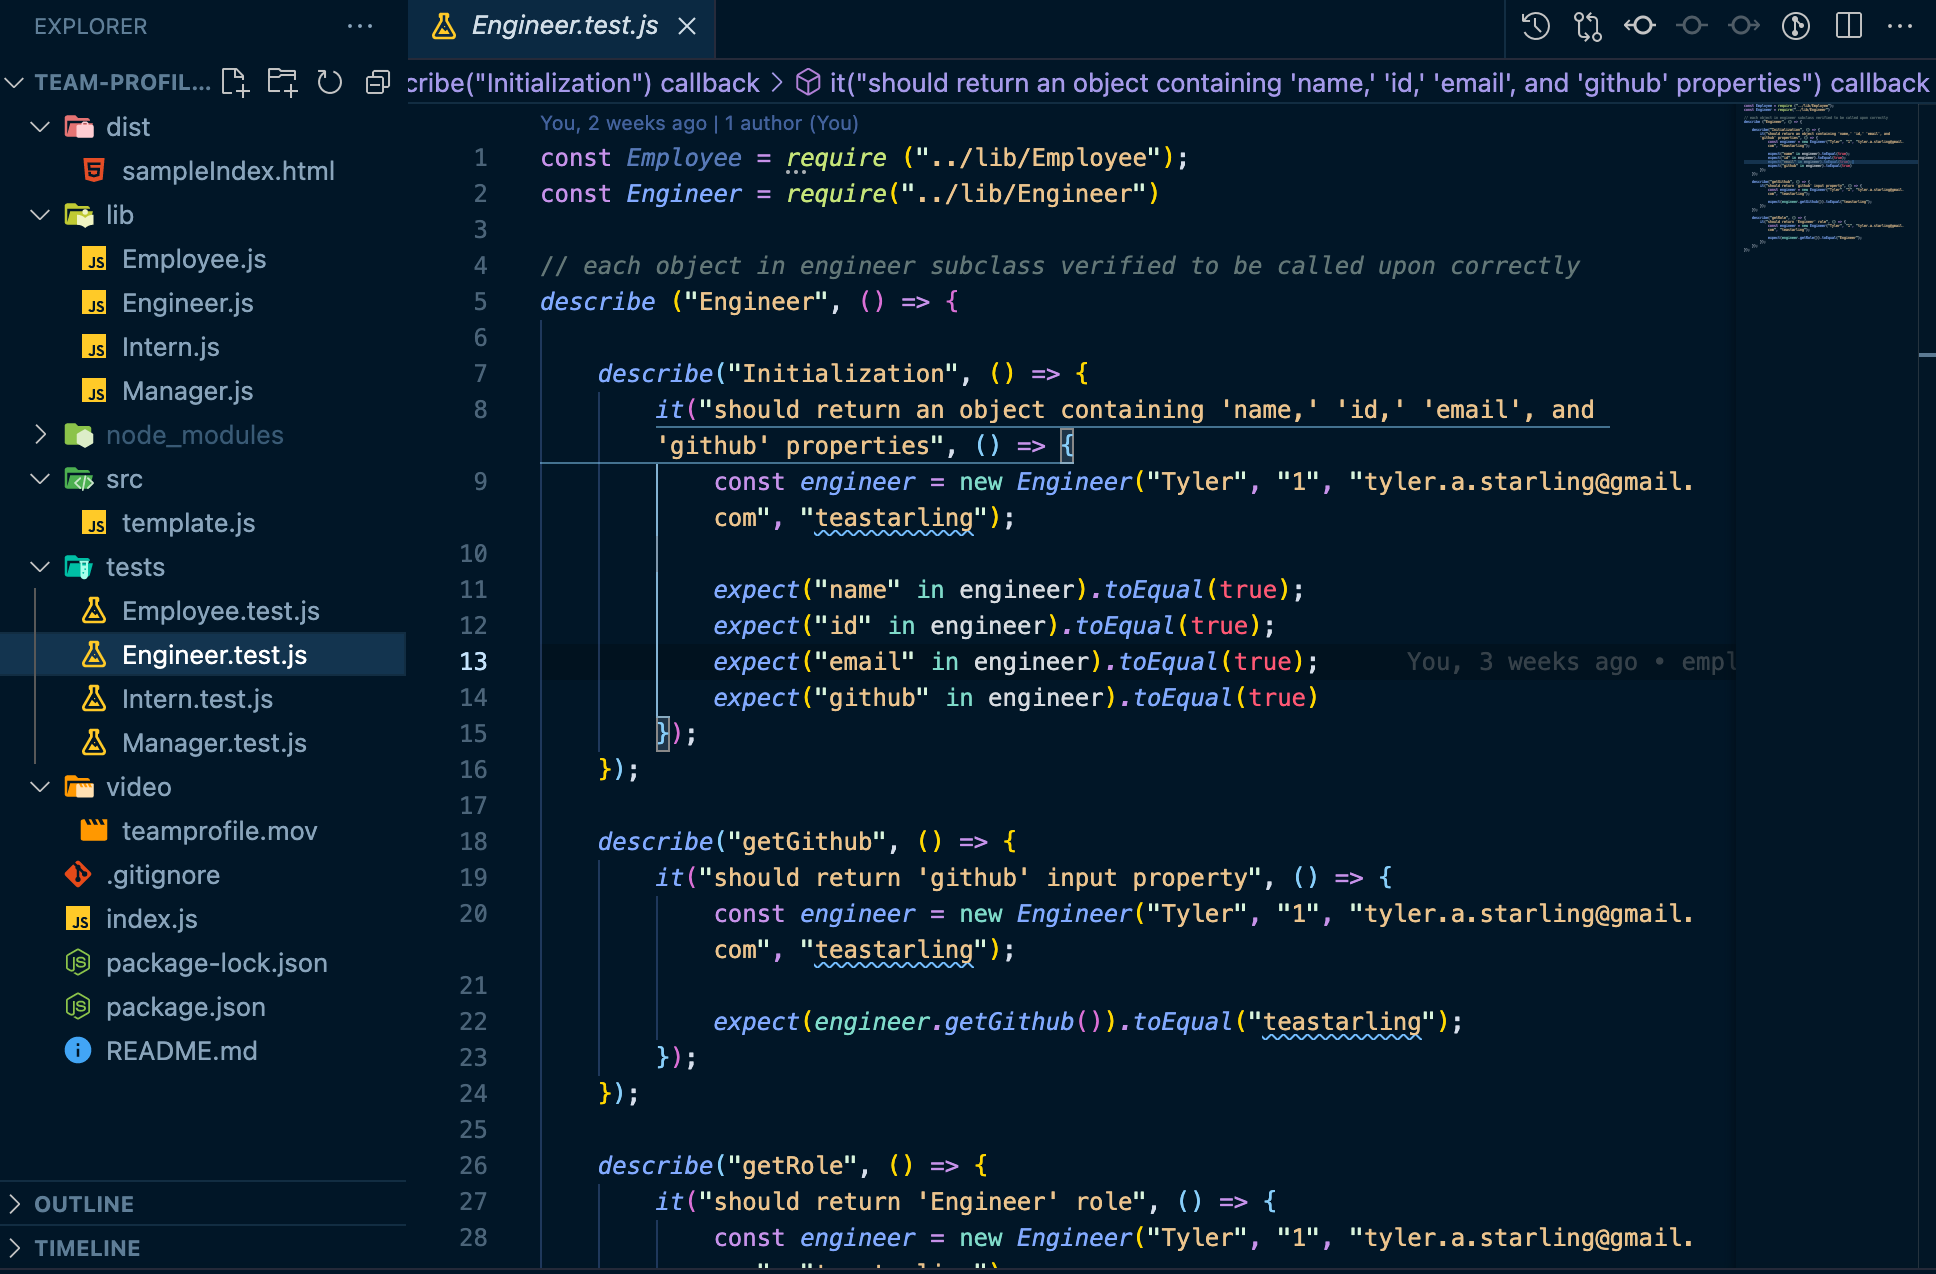 EXPLORER
Engineer.test.js
TEAM-PROFIL...
cribe("Initialization") callback > it("should return an object containing 'name,' 'id,' 'email', and 'github' properties") callback
dist
sampleIndex.html
lib
Employee.js
Engineer.js
Intern.js
Manager.js
node_modules
src
template.js
tests
Employee.test.js
Engineer.test.js
Intern.test.js
Manager.test.js
video
teamprofile.mov
.gitignore
index.js
package-lock.json
package.json
README.md
OUTLINE
TIMELINE
You, 2 weeks ago | 1 author (You)
1 const Employee = require ("../lib/Employee");
2 const Engineer = require("../lib/Engineer")
3
4 // each object in engineer subclass verified to be called upon correctly
5 describe ("Engineer", () => {
6
7 describe("Initialization", () => {
8 it("should return an object containing 'name,' 'id,' 'email', and
'github' properties", () => {
9 const engineer = new Engineer("Tyler", "1", "tyler.a.starling@gmail.
com", "teastarling");
10
11 expect("name" in engineer).toEqual(true);
12 expect("id" in engineer).toEqual(true);
13 expect("email" in engineer).toEqual(true); You, 3 weeks ago • empl
14 expect("github" in engineer).toEqual(true)
15 });
16 });
17
18 describe("getGithub", () => {
19 it("should return 'github' input property", () => {
20 const engineer = new Engineer("Tyler", "1", "tyler.a.starling@gmail.
com", "teastarling");
21
22 expect(engineer.getGithub()).toEqual("teastarling");
23 });
24 });
25
26 describe("getRole", () => {
27 it("should return 'Engineer' role", () => {
28 const engineer = new Engineer("Tyler", "1", "tyler.a.starling@gmail.